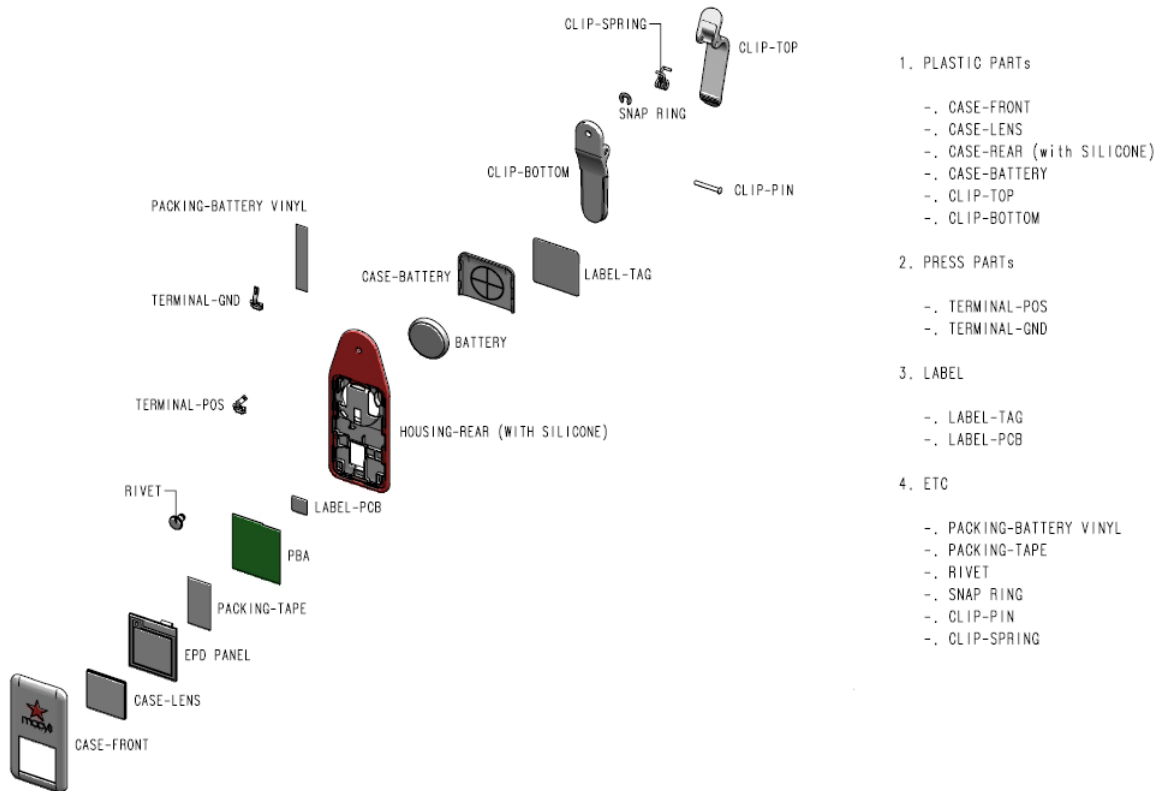 CLIP-SPRING
CLIP-TOP
SNAP RING
CLIP-BOTTOM
CLIP-PIN
PACKING-BATTERY VINYL
CASE-BATTERY
LABEL-TAG
TERMINAL-GND
BATTERY
TERMINAL-POS
HOUSING-REAR (WITH SILICONE)
RIVET
LABEL-PCB
PBA
PACKING-TAPE
EPD PANEL
CASE-LENS
macy's
CASE-FRONT
1. PLASTIC PARTs
-. CASE-FRONT
-. CASE-LENS
-. CASE-REAR (with SILICONE)
-. CASE-BATTERY
-. CLIP-TOP
-. CLIP-BOTTOM
2. PRESS PARTs
-. TERMINAL-POS
-. TERMINAL-GND
3. LABEL
-. LABEL-TAG
-. LABEL-PCB
4. ETC
-. PACKING-BATTERY VINYL
-. PACKING-TAPE
-. RIVET
-. SNAP RING
-. CLIP-PIN
-. CLIP-SPRING